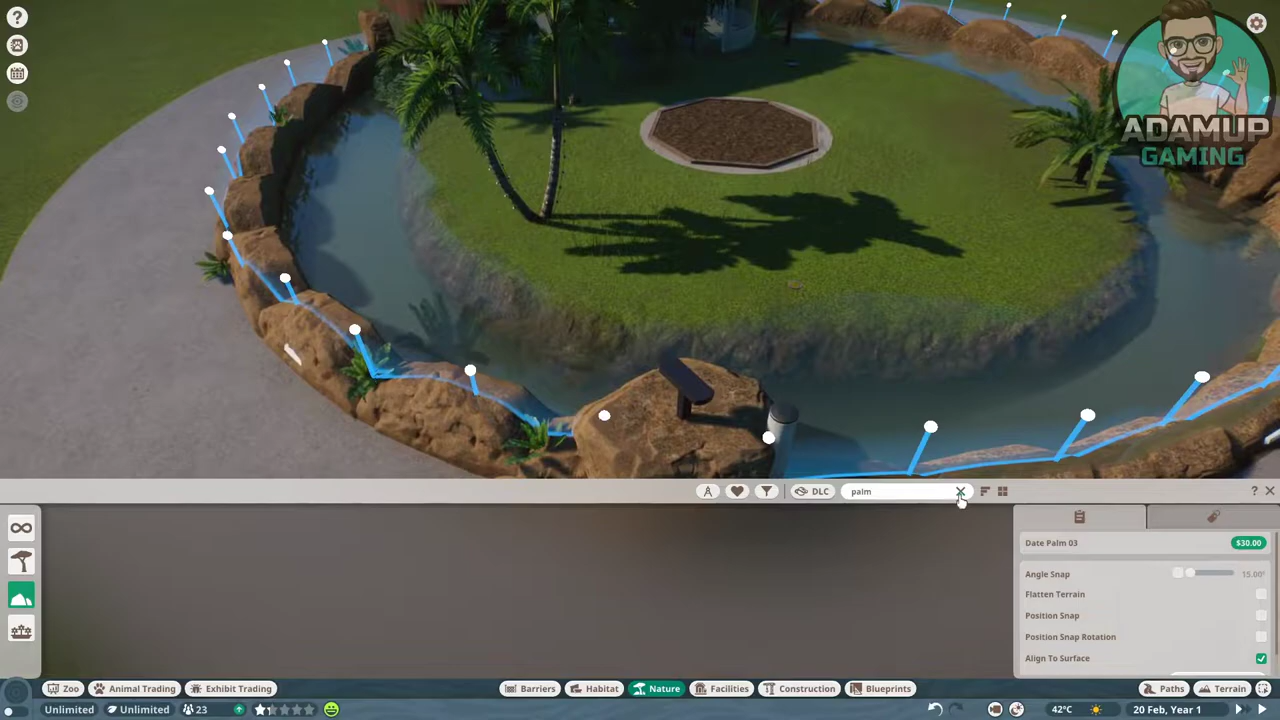 ADAMUP
GAMING
DLC
palm
?
Date Palm 03
$30.00
Angle Snap
15.00°
Flatten Terrain
Position Snap
Position Snap Rotation
Align To Surface
Zoo
Animal Trading
Exhibit Trading
Barriers
Habitat
Nature
Facilities
Construction
Blueprints
Paths
Terrain
Unlimited
Unlimited
23
42°C
20 Feb, Year 1